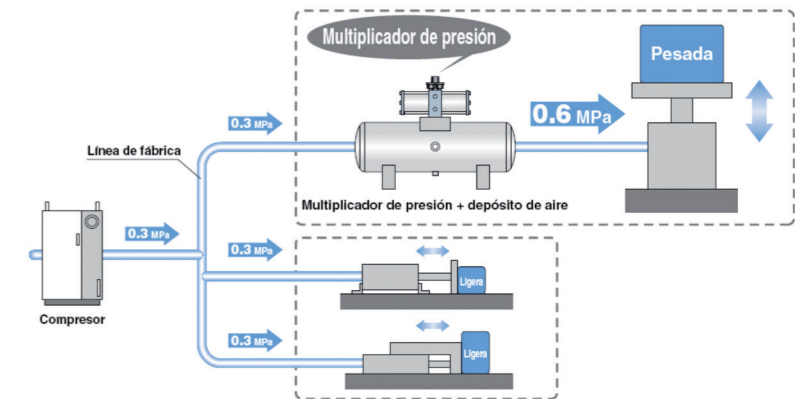 Multiplicador de presión
Pesada
0.3 MPa
0.6 MPa
Línea de fábrica
Multiplicador de presión + depósito de aire
0.3 MPa
0.3 MPa
Ligera
Compresor
0.3 MPa
Ligera